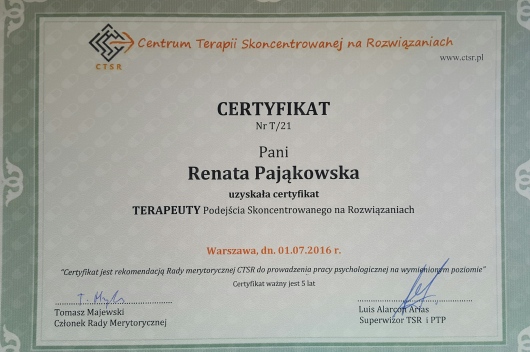 CTSR
Centrum Terapii Skoncentrowanej na Rozwiązaniach
www.ctsr.pl
CERTYFIKAT
Nr T/21
Pani
Renata Pająkowska
uzyskała certyfikat
TERAPEUTY Podejścia Skoncentrowanego na Rozwiązaniach
Warszawa, dn. 01.07.2016 r.
"Certyfikat jest rekomendacją Rady merytorycznej CTSR do prowadzenia pracy psychologicznej na wymienionym poziomie"
Certyfikat ważny jest 5 lat
Tomasz Majewski
Członek Rady Merytorycznej
Luis Alarcon Arias
Superwizor TSR i PTP